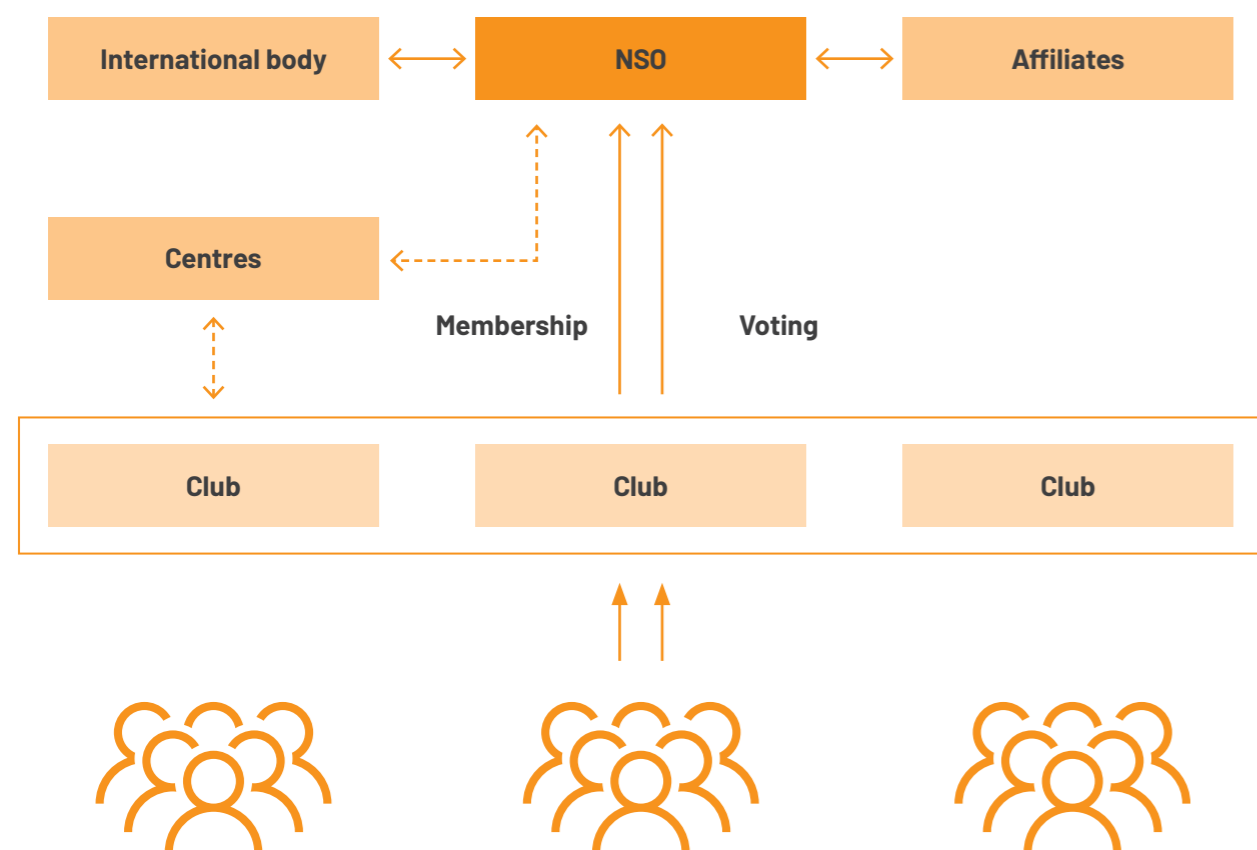 International body
NSO
Affiliates
Centres
Membership
Voting
Club
Club
Club